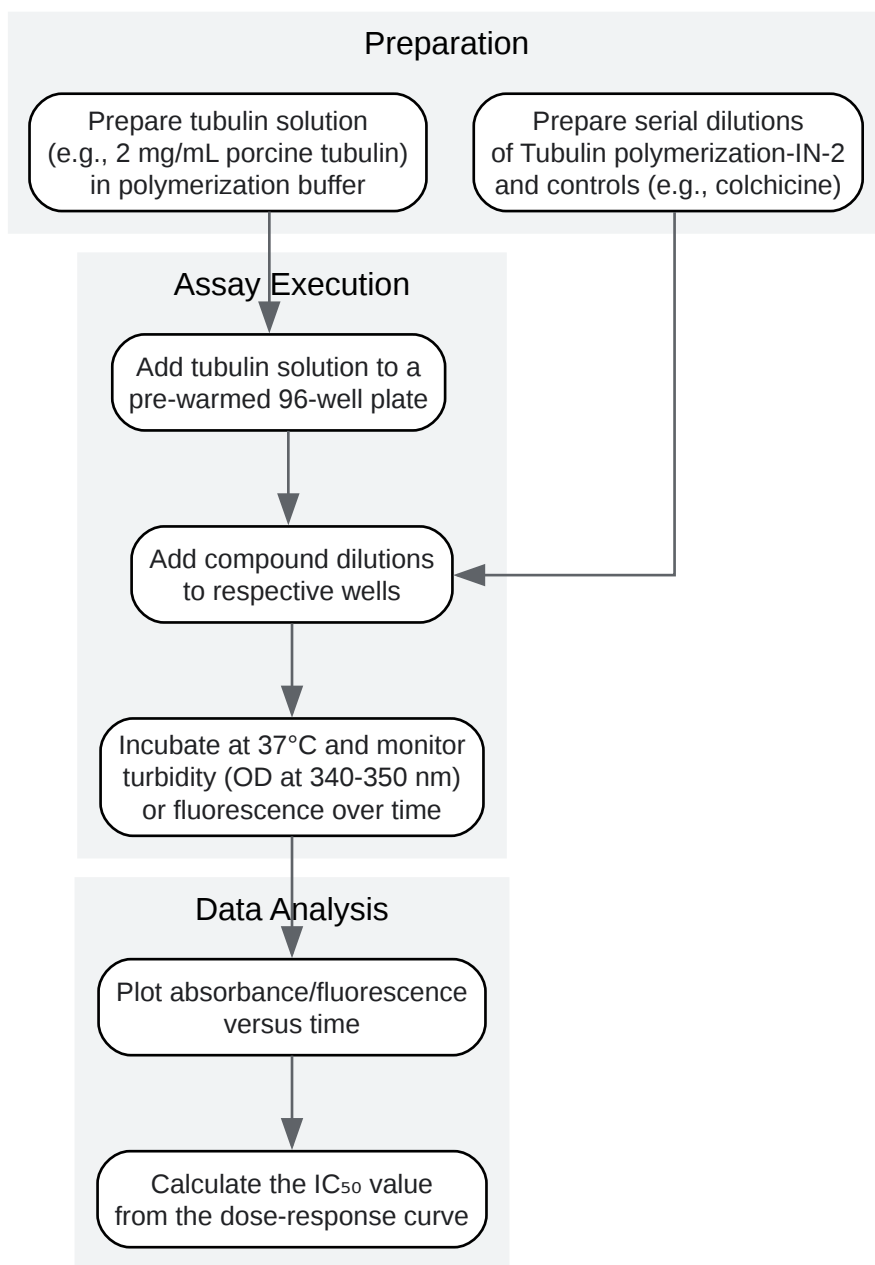 Preparation
Prepare tubulin solution
(e.g., 2 mg/mL porcine tubulin)
in polymerization buffer
Prepare serial dilutions
of Tubulin polymerization-IN-2
and controls (e.g., colchicine)
Assay Execution
Add tubulin solution to a
pre-warmed 96-well plate
Add compound dilutions
to respective wells
Incubate at 37°C and monitor
turbidity (OD at 340-350 nm)
or fluorescence over time
Data Analysis
Plot absorbance/fluorescence
versus time
Calculate the IC₅₀ value
from the dose-response curve